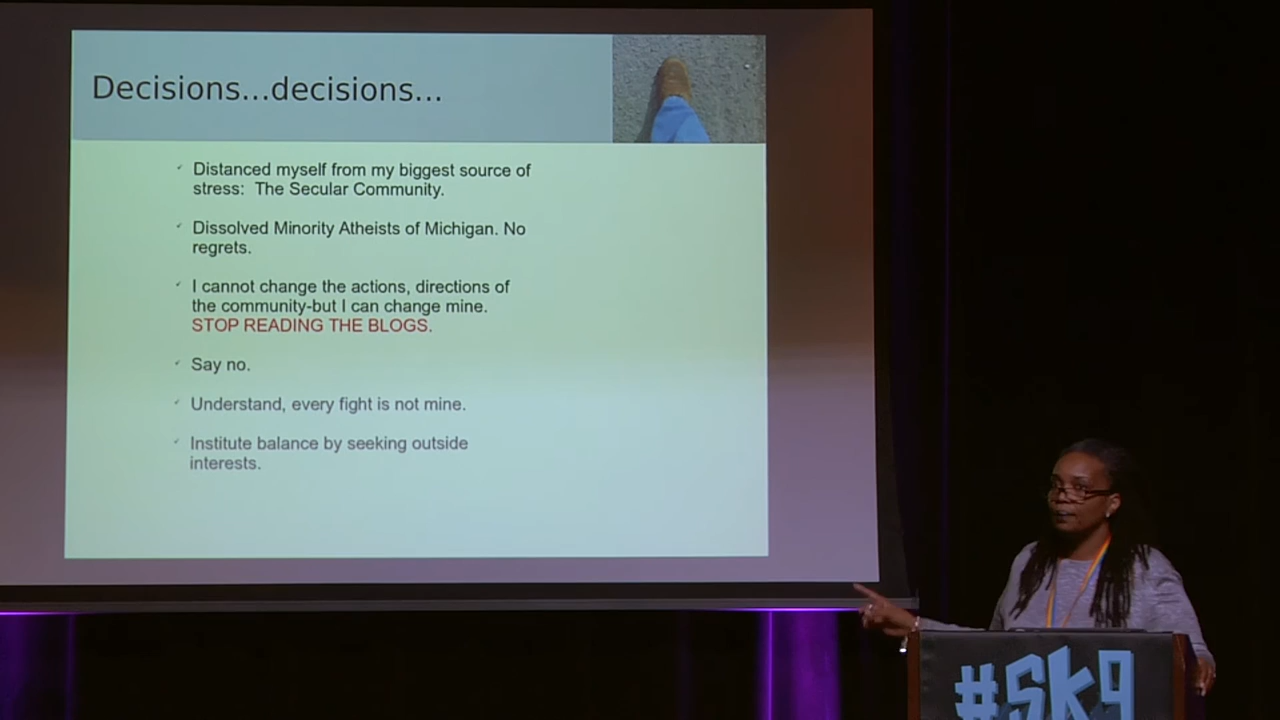 Decisions...decisions...
Distanced myself from my biggest source of
stress: The Secular Community.
Dissolved Minority Atheists of Michigan. No
regrets.
I cannot change the actions, directions of
the community-but I can change mine.
STOP READING THE BLOGS.
Say no.
Understand, every fight is not mine.
Institute balance by seeking outside
interests.
#SK9